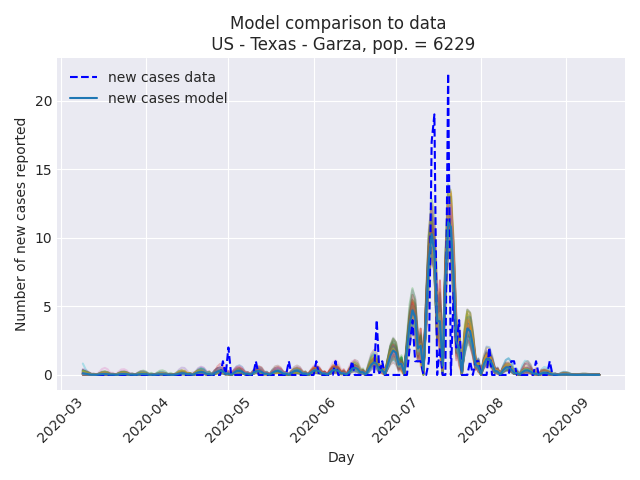 Model comparison to data
US - Texas - Garza, pop. = 6229
new cases data
new cases model
Number of new cases reported
20
15
10
5
0
2020-03
2020-04
2020-05
2020-06
2020-07
2020-08
2020-09
Day